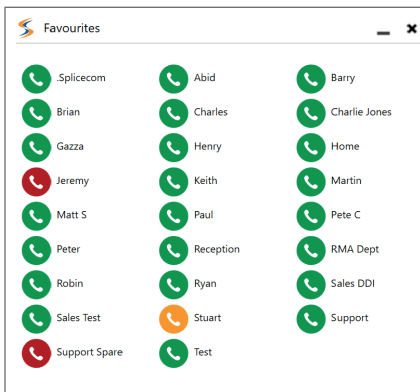 Favourites
.Splicecom Abid Barry
Brian Charles Charlie Jones
Gazza Henry Home
Jeremy Keith Martin
Matt S Paul Pete C
Peter Reception RMA Dept
Robin Ryan Sales DDI
Sales Test Stuart Support
Support Spare Test